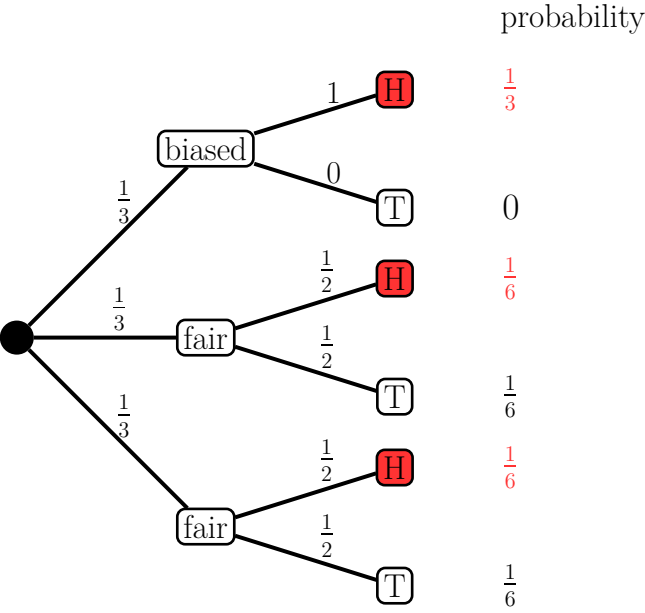 probability
1 H 1/3
biased
0 T 0
1/3
1/2 H 1/6
1/3
fair
1/2 T 1/6
1/3
1/2 H 1/6
fair
1/2 T 1/6